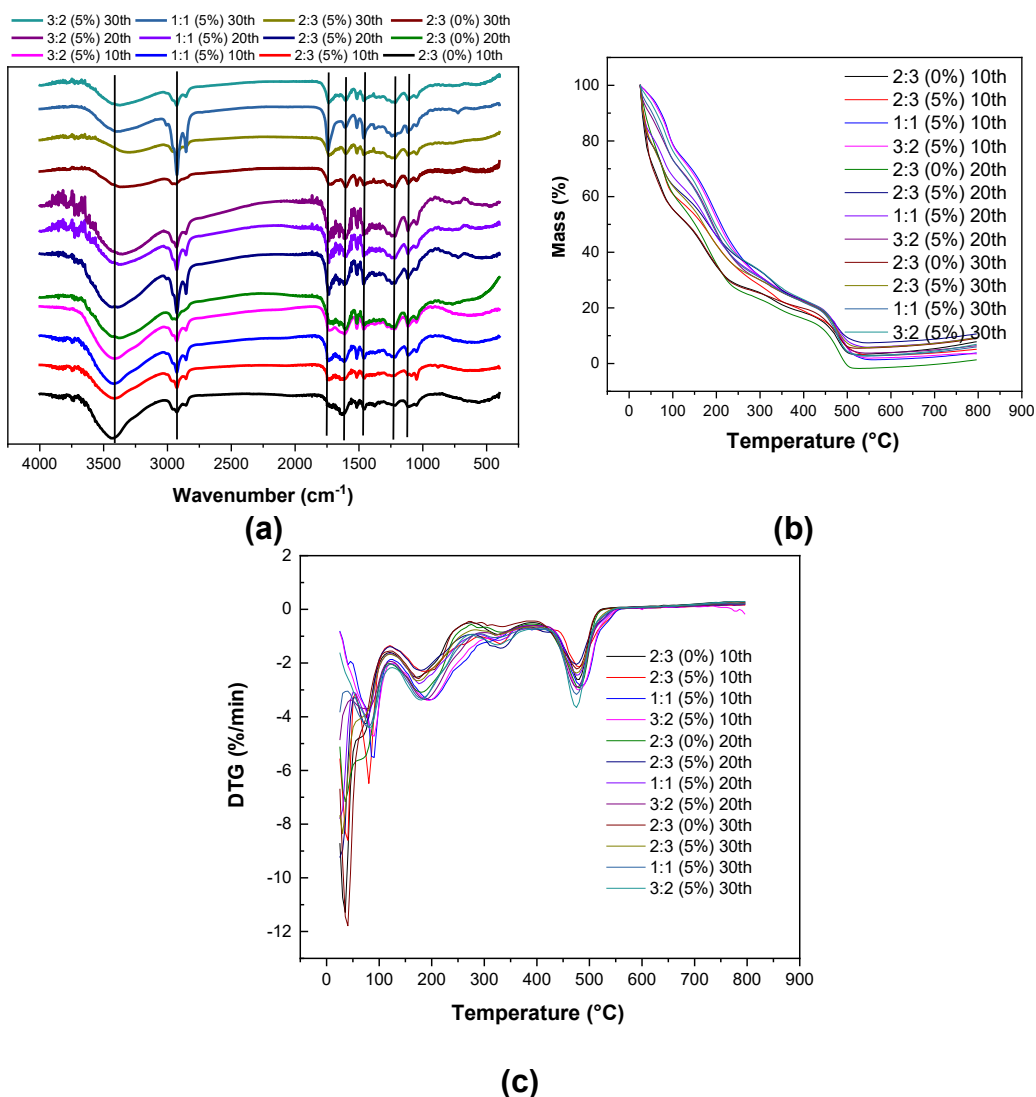 3:2 (5%) 30th 1:1 (5%) 30th 2:3 (5%) 30th 2:3 (0%) 30th
3:2 (5%) 20th 1:1 (5%) 20th 2:3 (5%) 20th 2:3 (0%) 20th
3:2 (5%) 10th 1:1 (5%) 10th 2:3 (5%) 10th 2:3 (0%) 10th
4000 3500 3000 2500 2000 1500 1000 500
Wavenumber (cm-1)
(a)
100
80
60
40
20
0
Mass (%)
2:3 (0%) 10th
2:3 (5%) 10th
1:1 (5%) 10th
3:2 (5%) 10th
2:3 (0%) 20th
2:3 (5%) 20th
1:1 (5%) 20th
3:2 (5%) 20th
2:3 (0%) 30th
2:3 (5%) 30th
1:1 (5%) 30th
3:2 (5%) 30th
0 100 200 300 400 500 600 700 800 900
Temperature (°C)
(b)
2
0
-2
-4
-6
-8
-10
-12
DTG (%/min)
2:3 (0%) 10th
2:3 (5%) 10th
1:1 (5%) 10th
3:2 (5%) 10th
2:3 (0%) 20th
2:3 (5%) 20th
1:1 (5%) 20th
3:2 (5%) 20th
2:3 (0%) 30th
2:3 (5%) 30th
1:1 (5%) 30th
3:2 (5%) 30th
0 100 200 300 400 500 600 700 800 900
Temperature (°C)
(c)